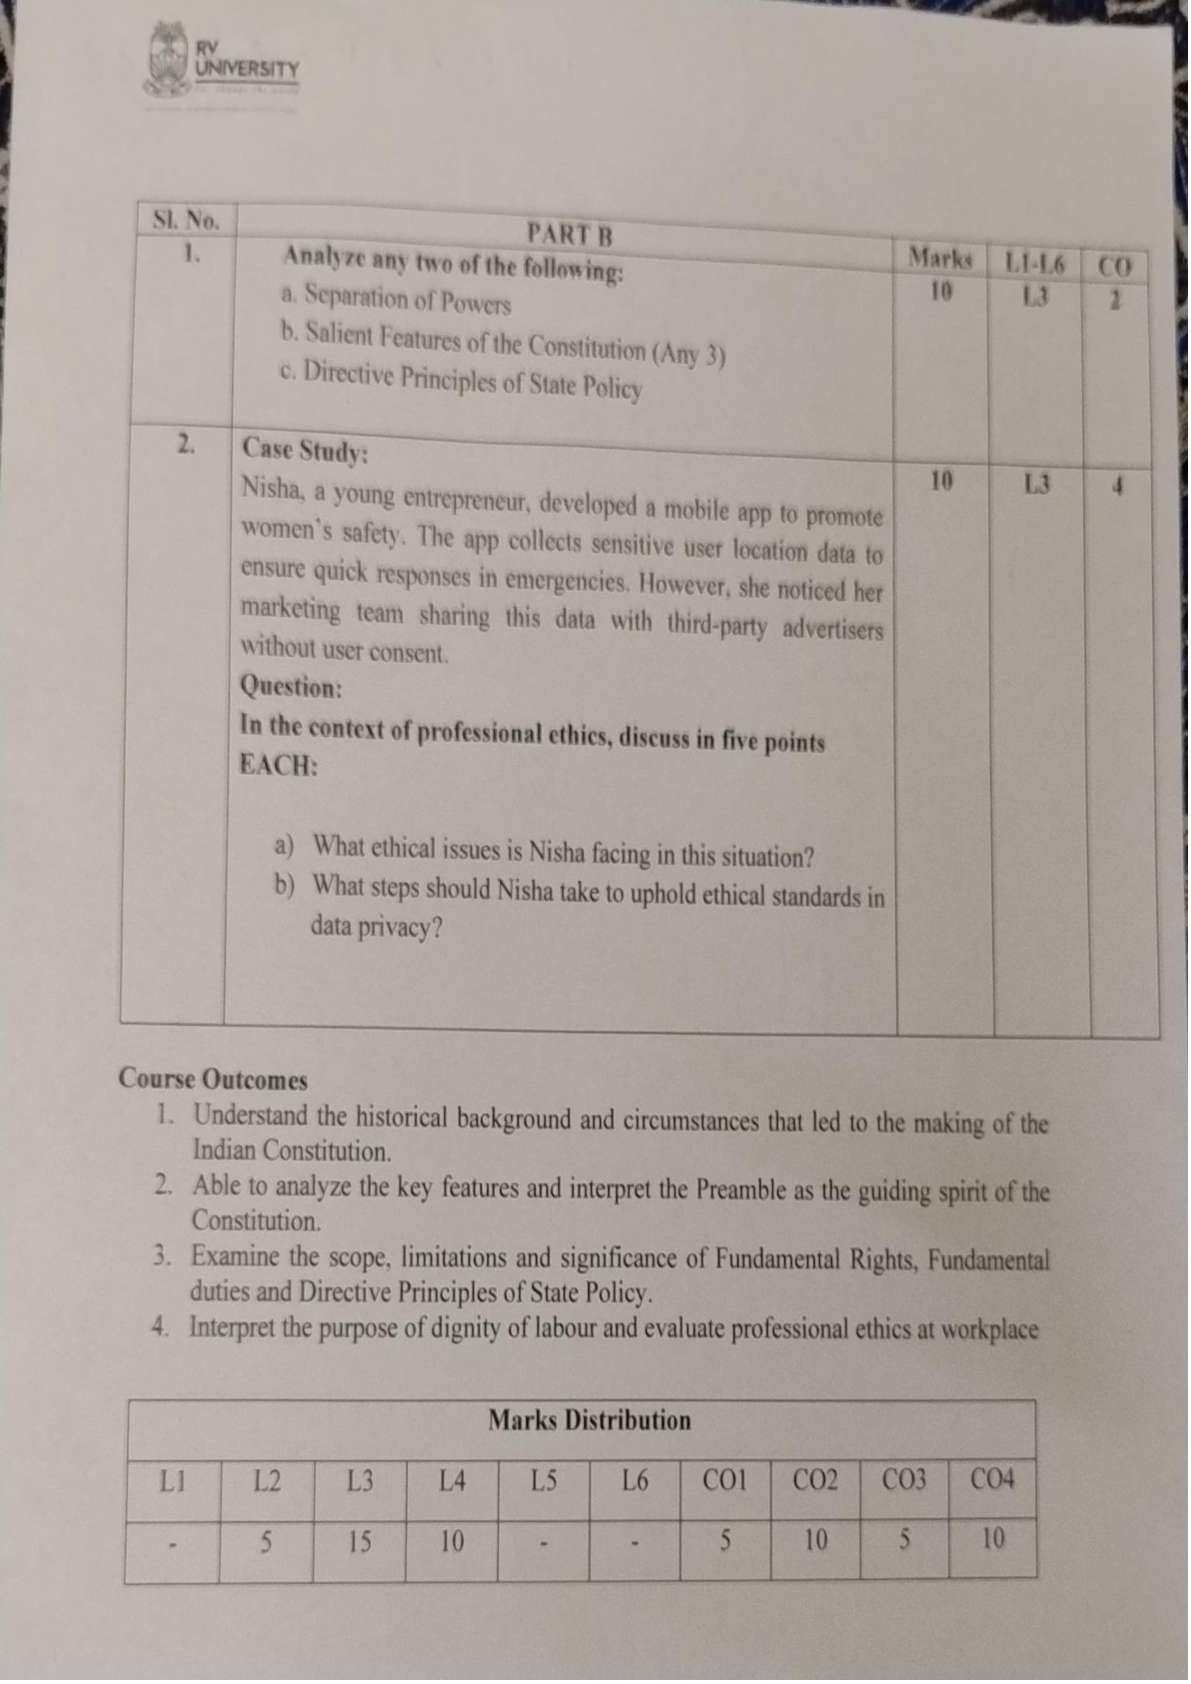 RV
UNIVERSITY
Sl. No.
PART B
Marks
L1-L6
CO
1.
Analyze any two of the following:
10
L3
2
a. Separation of Powers
b. Salient Features of the Constitution (Any 3)
c. Directive Principles of State Policy
2.
Case Study:
10
L3
4
Nisha, a young entrepreneur, developed a mobile app to promote
women's safety. The app collects sensitive user location data to
ensure quick responses in emergencies. However, she noticed her
marketing team sharing this data with third-party advertisers
without user consent.
Question:
In the context of professional ethics, discuss in five points
EACH:
a) What ethical issues is Nisha facing in this situation?
b) What steps should Nisha take to uphold ethical standards in
data privacy?
Course Outcomes
1. Understand the historical background and circumstances that led to the making of the
Indian Constitution.
2. Able to analyze the key features and interpret the Preamble as the guiding spirit of the
Constitution.
3. Examine the scope, limitations and significance of Fundamental Rights, Fundamental
duties and Directive Principles of State Policy.
4. Interpret the purpose of dignity of labour and evaluate professional ethics at workplace
Marks Distribution
L1 L2 L3 L4 L5 L6 CO1 CO2 CO3 CO4
- 5 15 10 - - 5 10 5 10